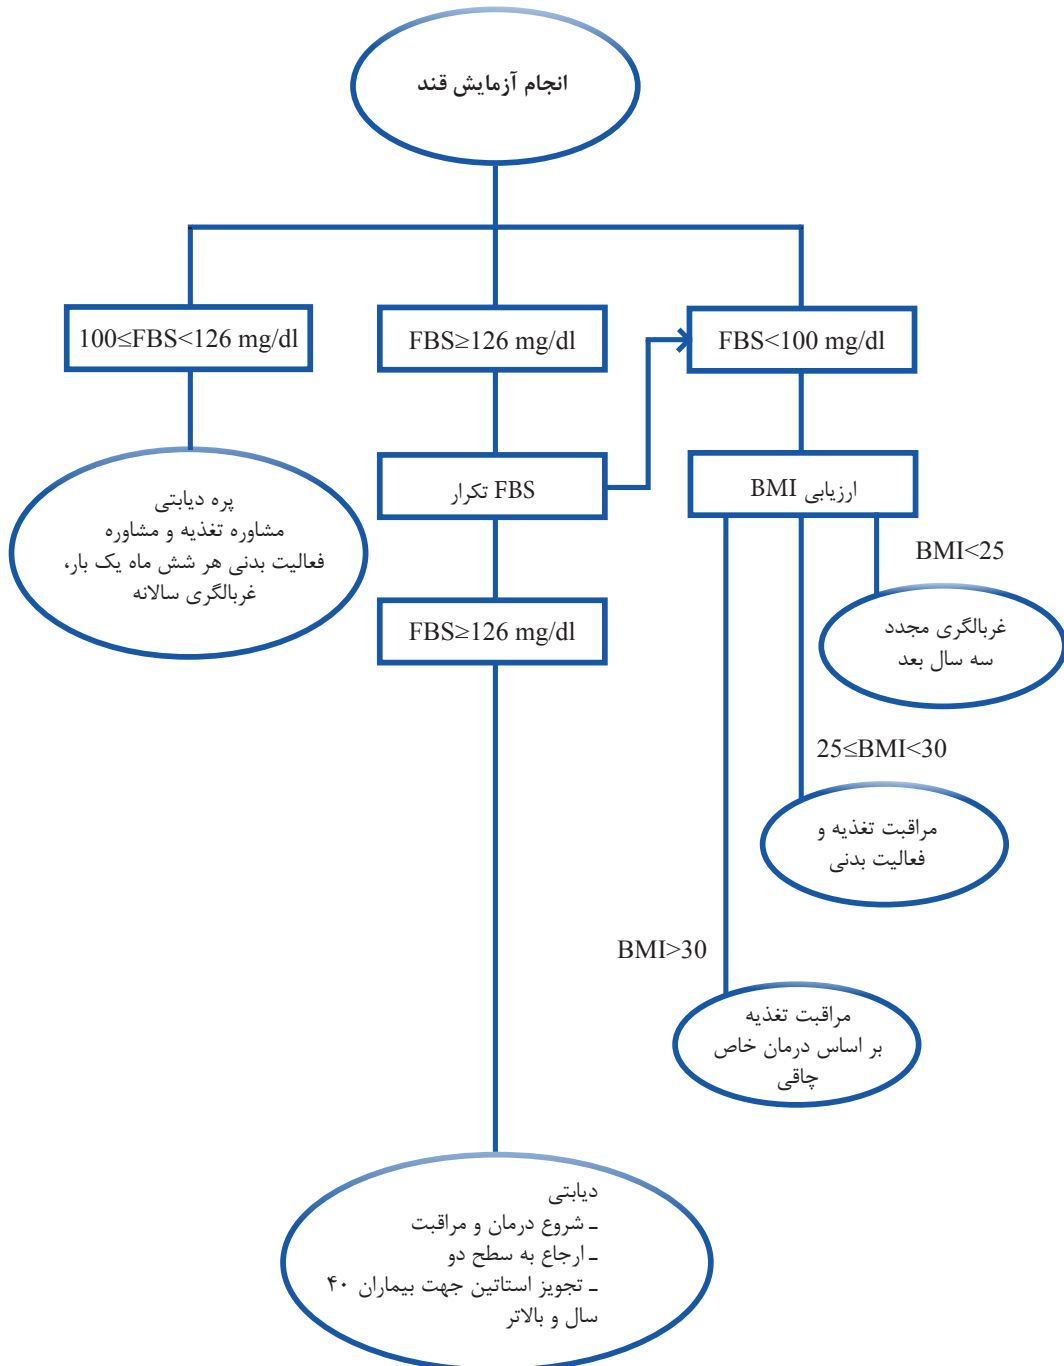 انجام آزمایش قند
100≤FBS<126 mg/dl
FBS≥126 mg/dl
FBS<100 mg/dl
پره دیابتی
مشاوره تغذیه و مشاوره
فعالیت بدنی هر شش ماه یک بار،
غربالگری سالانه
تکرار FBS
ارزیابی BMI
BMI<25
غربالگری مجدد
سه سال بعد
FBS≥126 mg/dl
25≤BMI<30
مراقبت تغذیه و
فعالیت بدنی
BMI>30
مراقبت تغذیه
بر اساس درمان خاص
چاقی
دیابتی
ـ شروع درمان و مراقبت
ـ ارجاع به سطح دو
ـ تجویز استاتین جهت بیماران ۴۰
سال و بالاتر